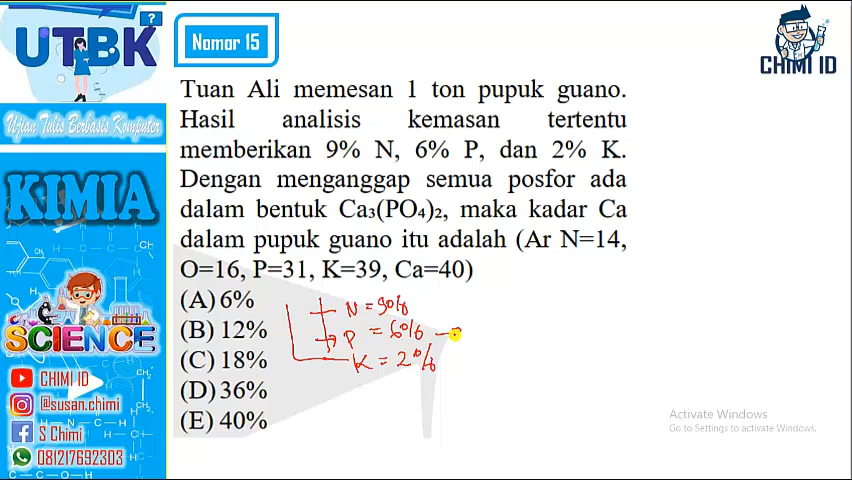 UTBK
?
Ujian Tulis Berbasis Komputer
KIMIA
SCIENCE
CHIMI ID
@susan.chimi
S Chimi
081217692303
Nomor 15
CHIMI ID
Tuan Ali memesan 1 ton pupuk guano.
Hasil analisis kemasan tertentu
memberikan 9% N, 6% P, dan 2% K.
Dengan menganggap semua posfor ada
dalam bentuk Ca₃(PO₄)₂, maka kadar Ca
dalam pupuk guano itu adalah (Ar N=14,
O=16, P=31, K=39, Ca=40)
(A) 6%
(B) 12%
(C) 18%
(D) 36%
(E) 40%
N = 9%
P = 6%
K = 2%
Activate Windows
Go to Settings to activate Windows.